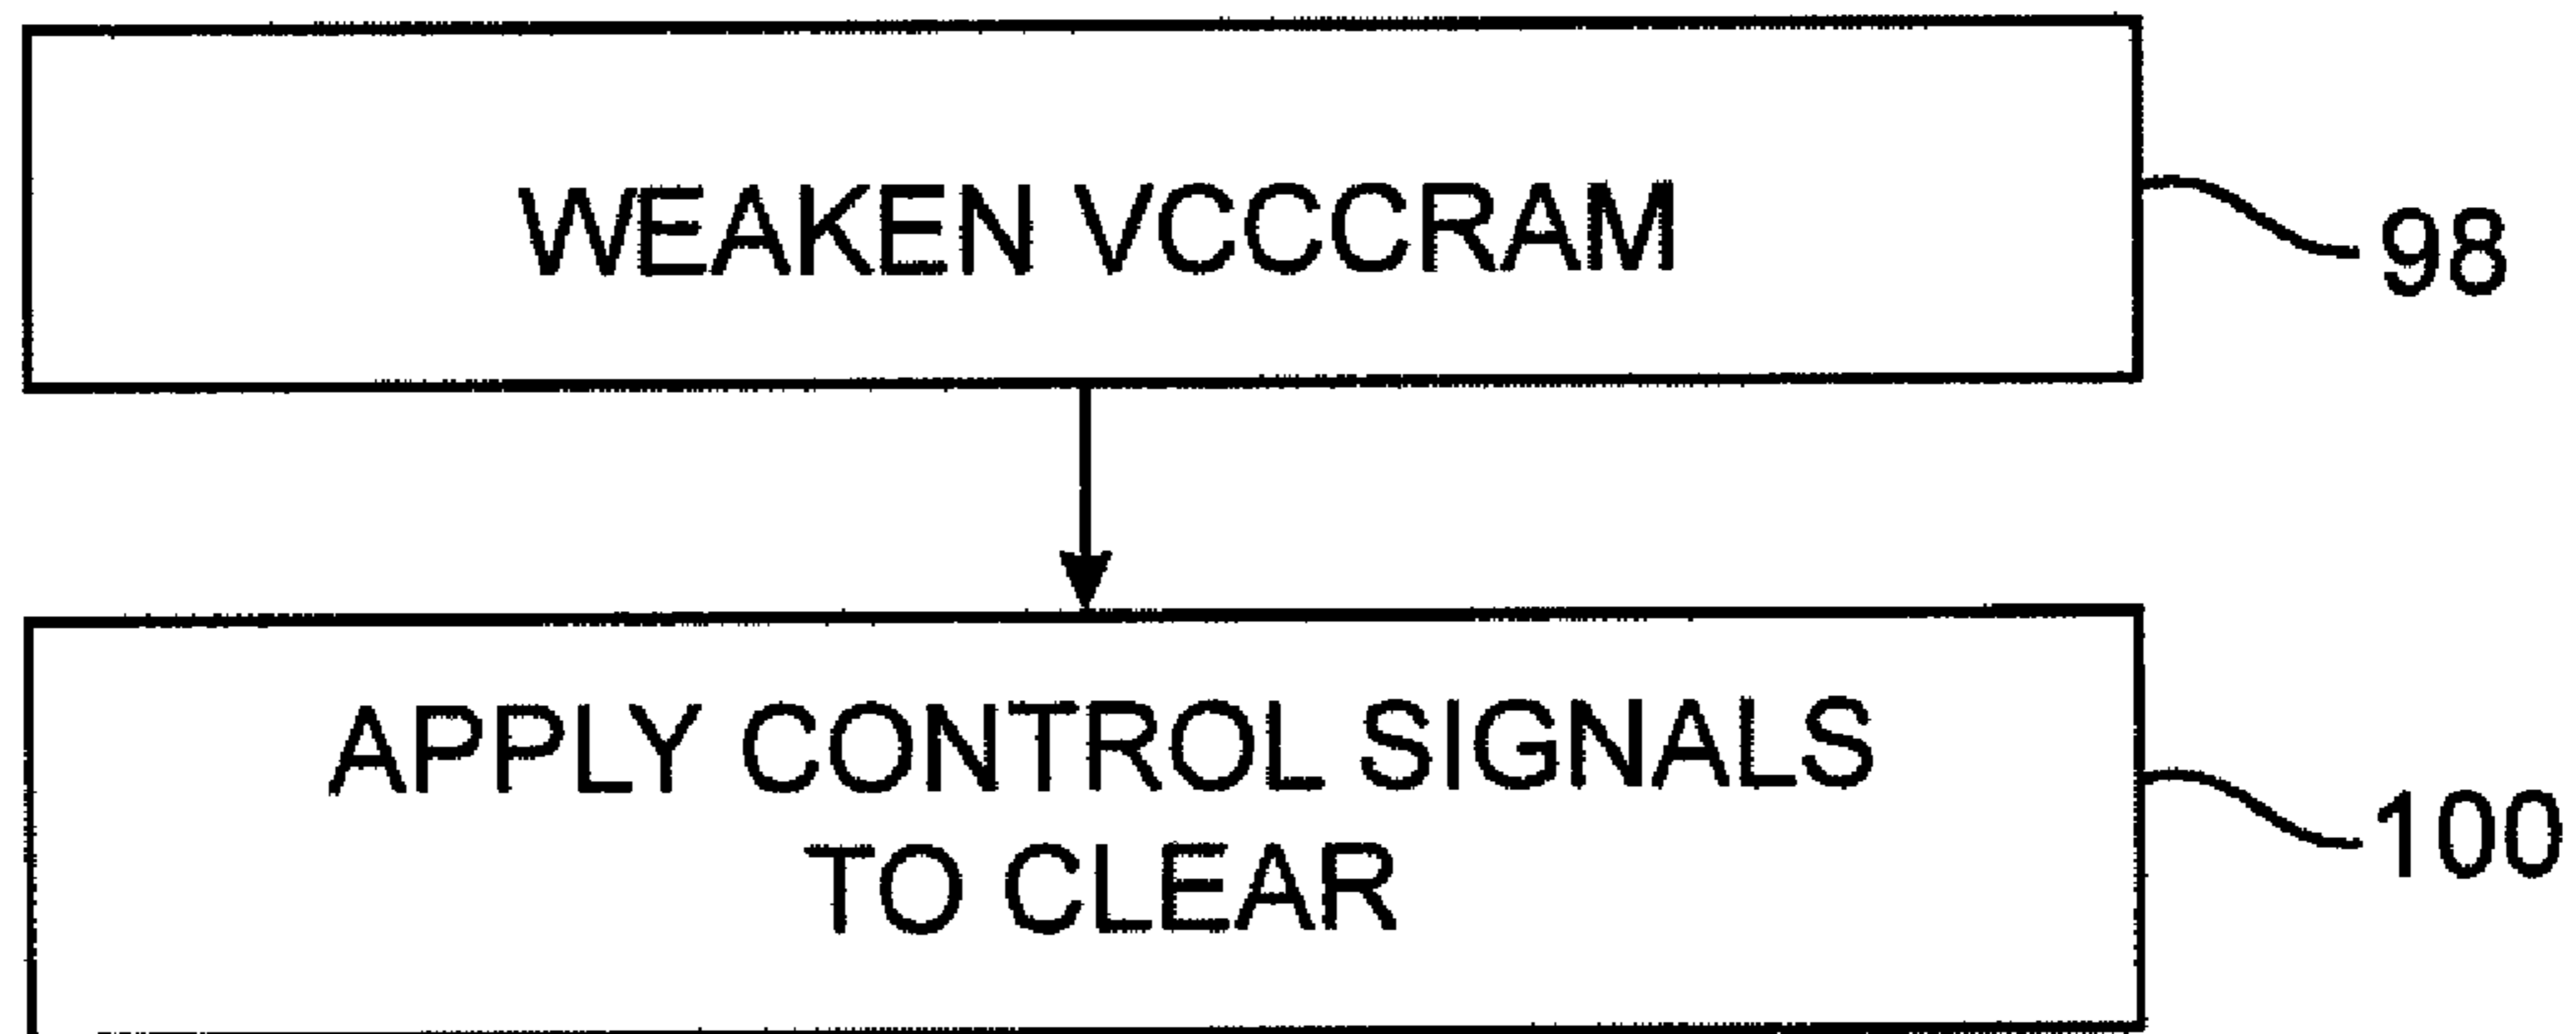 WEAKEN VCCCRAM
98
APPLY CONTROL SIGNALS
TO CLEAR
100